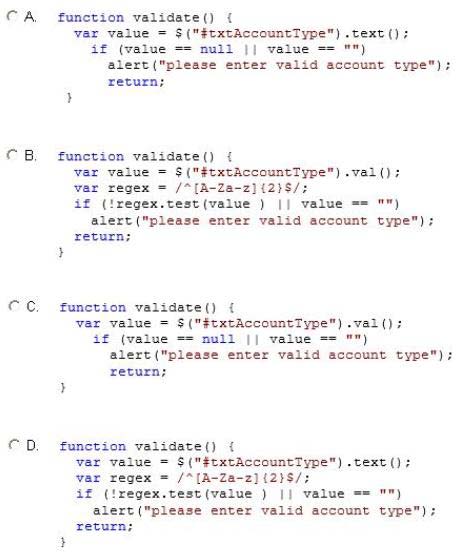 A. function validate() {
var value = $("#txtAccountType").text();
if (value == null || value == "")
alert("please enter valid account type");
return;
}
B. function validate() {
var value = $("#txtAccountType").val();
var regex = /^[A-Za-z]{2}$/;
if (!regex.test(value ) || value == "")
alert("please enter valid account type");
return;
}
C. function validate() {
var value = $("#txtAccountType").val();
if (value == null || value == "")
alert("please enter valid account type");
return;
}
D. function validate() {
var value = $("#txtAccountType").text();
var regex = /^[A-Za-z]{2}$/;
if (!regex.test(value ) || value == "")
alert("please enter valid account type");
return;
}